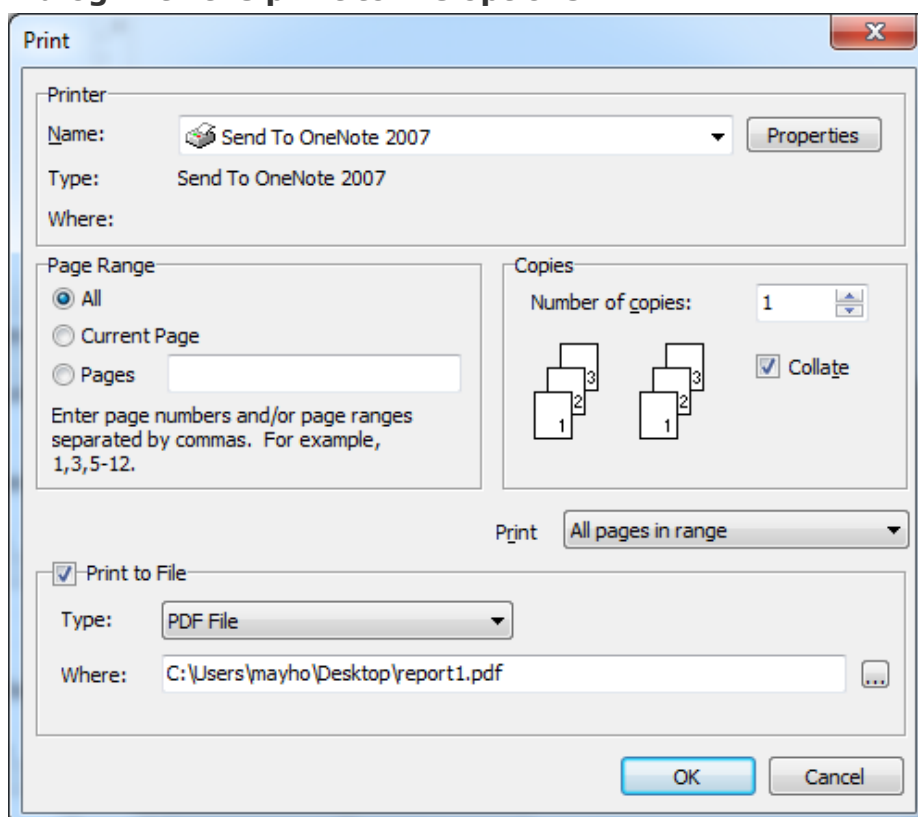 Print
Printer
Name: Send To OneNote 2007 Properties
Type: Send To OneNote 2007
Where:
Page Range
All
Current Page
Pages
Enter page numbers and/or page ranges
separated by commas. For example,
1,3,5-12.
Copies
Number of copies: 1
3 3
2 2
1 1
Collate
Print All pages in range
Print to File
Type: PDF File
Where: C:\Users\mayho\Desktop\report1.pdf ...
OK Cancel